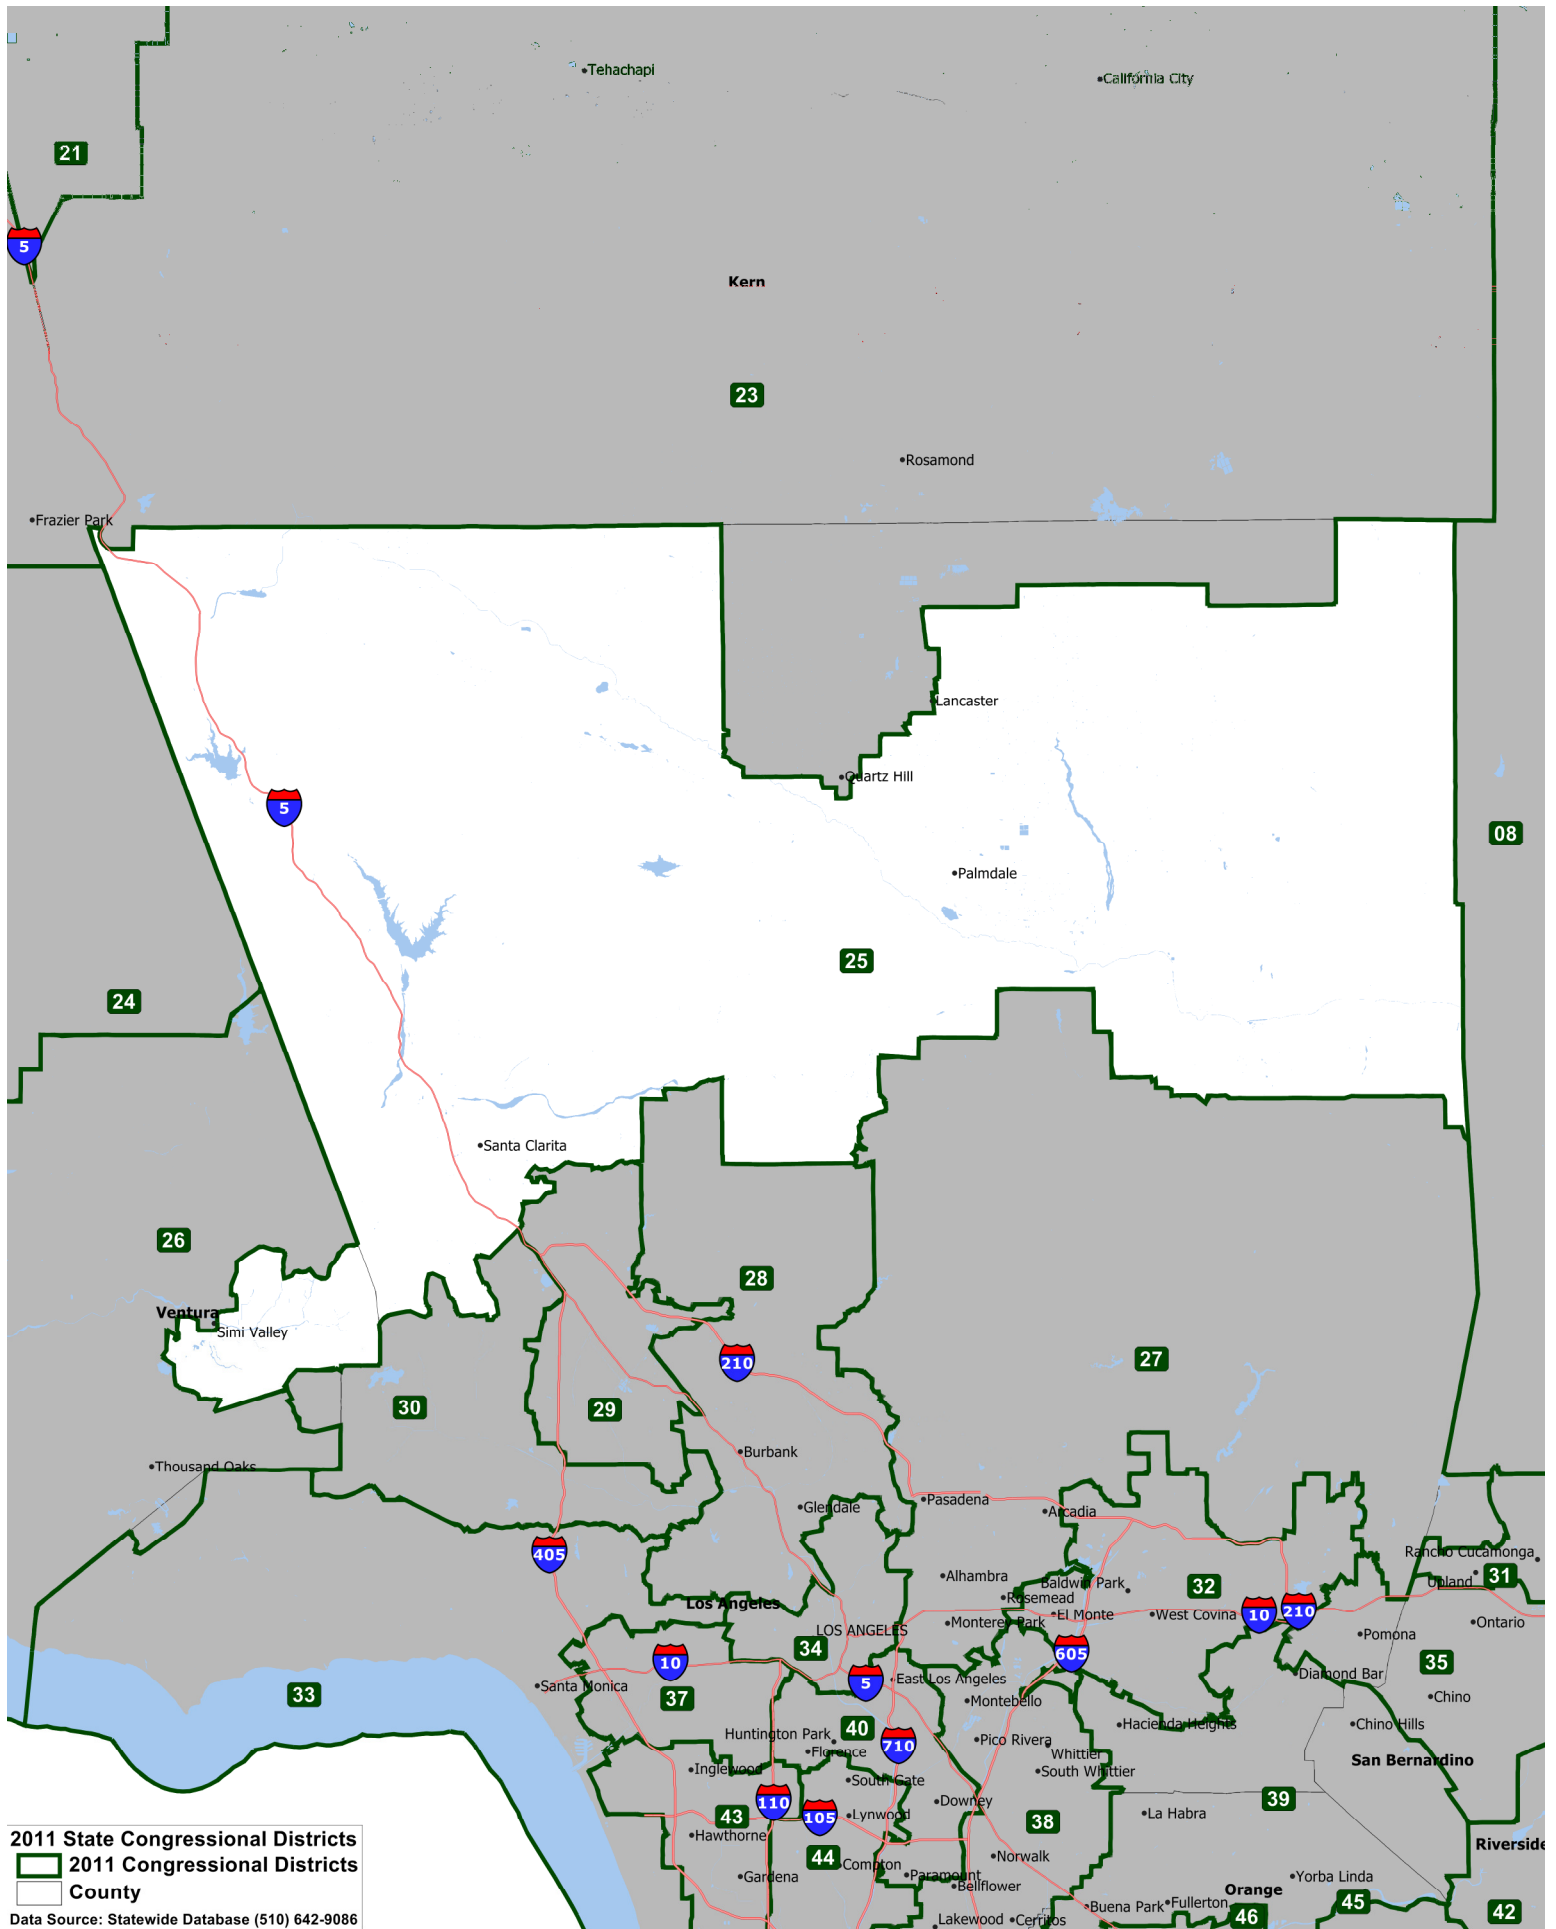 Tehachapi
California City
21
5
Kern
23
Rosamond
Frazier Park
Lancaster
Quartz Hill
5
08
Palmdale
25
24
Santa Clarita
26
28
Ventura
Simi Valley
210
27
30
29
Burbank
Thousand Oaks
Pasadena
Glendale
Arcadia
405
Rancho Cucamonga
Alhambra
Baldwin Park
32
Upland
31
Rosemead
Los Angeles
El Monte
West Covina
10
210
Monterey Park
Ontario
LOS ANGELES
Pomona
34
605
10
35
Diamond Bar
East Los Angeles
5
Santa Monica
33
37
Chino
Montebello
Hacienda Heights
Chino Hills
40
Huntington Park
710
Pico Rivera
Florence
Whittier
San Bernardino
Inglewood
South Whittier
South Gate
39
110
Downey
43
105
Lynwood
La Habra
38
Hawthorne
2011 State Congressional Districts
Riverside
Norwalk
44
Compton
2011 Congressional Districts
Gardena
Paramount
Yorba Linda
Bellflower
Orange
County
45
Buena Park
Fullerton
42
46
Lakewood
Cerritos
Data Source: Statewide Database (510) 642-9086